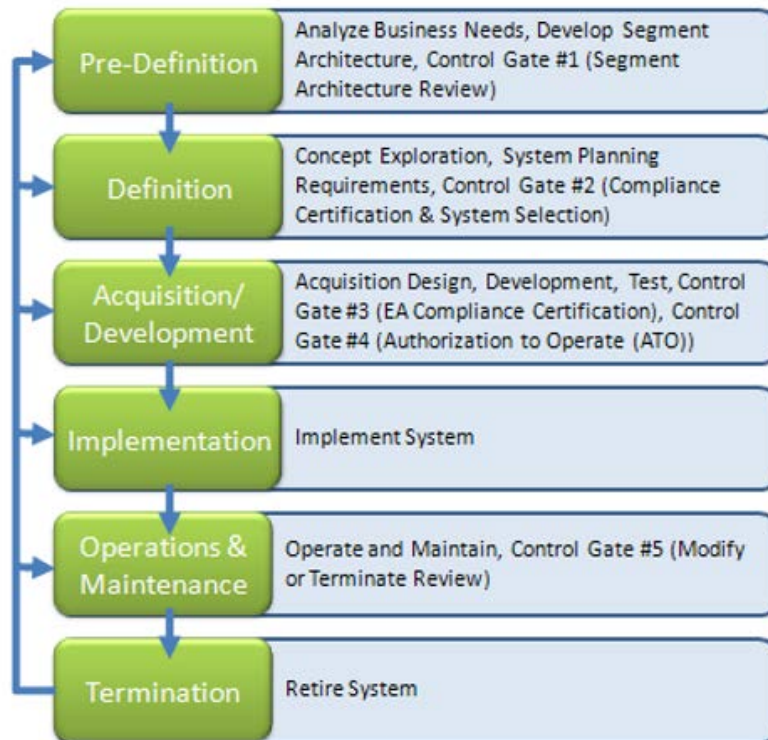 Pre-Definition
Analyze Business Needs, Develop Segment
Architecture, Control Gate #1 (Segment
Architecture Review)
Definition
Concept Exploration, System Planning
Requirements, Control Gate #2 (Compliance
Certification & System Selection)
Acquisition/
Development
Acquisition Design, Development, Test, Control
Gate #3 (EA Compliance Certification), Control
Gate #4 (Authorization to Operate (ATO))
Implementation
Implement System
Operations &
Maintenance
Operate and Maintain, Control Gate #5 (Modify
or Terminate Review)
Termination
Retire System